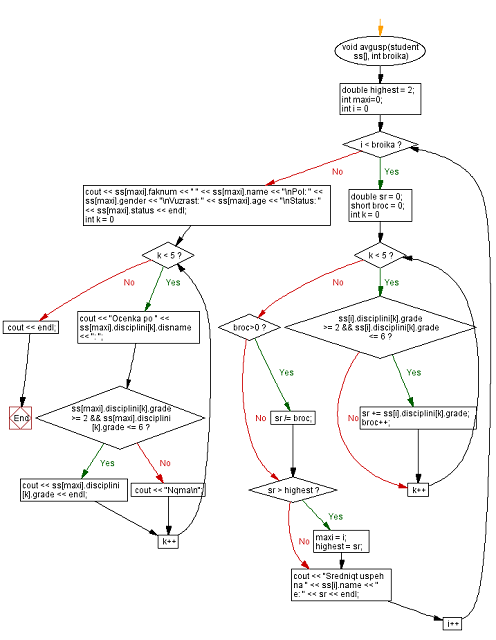 void avgusp(student
ss[], int broika)
double highest = 2;
int maxi=0;
int i = 0
i < broika ?
No
Yes
cout << ss[maxi].faknum << " " << ss[maxi].name << "\nPol: " <<
ss[maxi].gender << "\nVuzrast: " << ss[maxi].age << "\nStatus: "
<< ss[maxi].status << endl;
int k = 0
double sr = 0;
short broc = 0;
int k = 0
k < 5 ?
No
Yes
cout << endl;
End
cout << "Ocenka po " <<
ss[maxi].disciplini[k].disname
<< ": ";
ss[maxi].disciplini[k].grade
>= 2 && ss[maxi].disciplini
[k].grade <= 6 ?
Yes
No
cout << ss[maxi].disciplini
[k].grade << endl;
cout << "Nqma\n";
k++
k < 5 ?
No
Yes
broc>0 ?
Yes
No
sr /= broc;
ss[i].disciplini[k].grade
>= 2 && ss[i].disciplini[k].grade
<= 6 ?
Yes
No
sr += ss[i].disciplini[k].grade;
broc++;
k++
sr > highest ?
Yes
No
maxi = i;
highest = sr;
cout << "Sredniqt uspeh
na " << ss[i].name << "
e: " << sr << endl;
i++